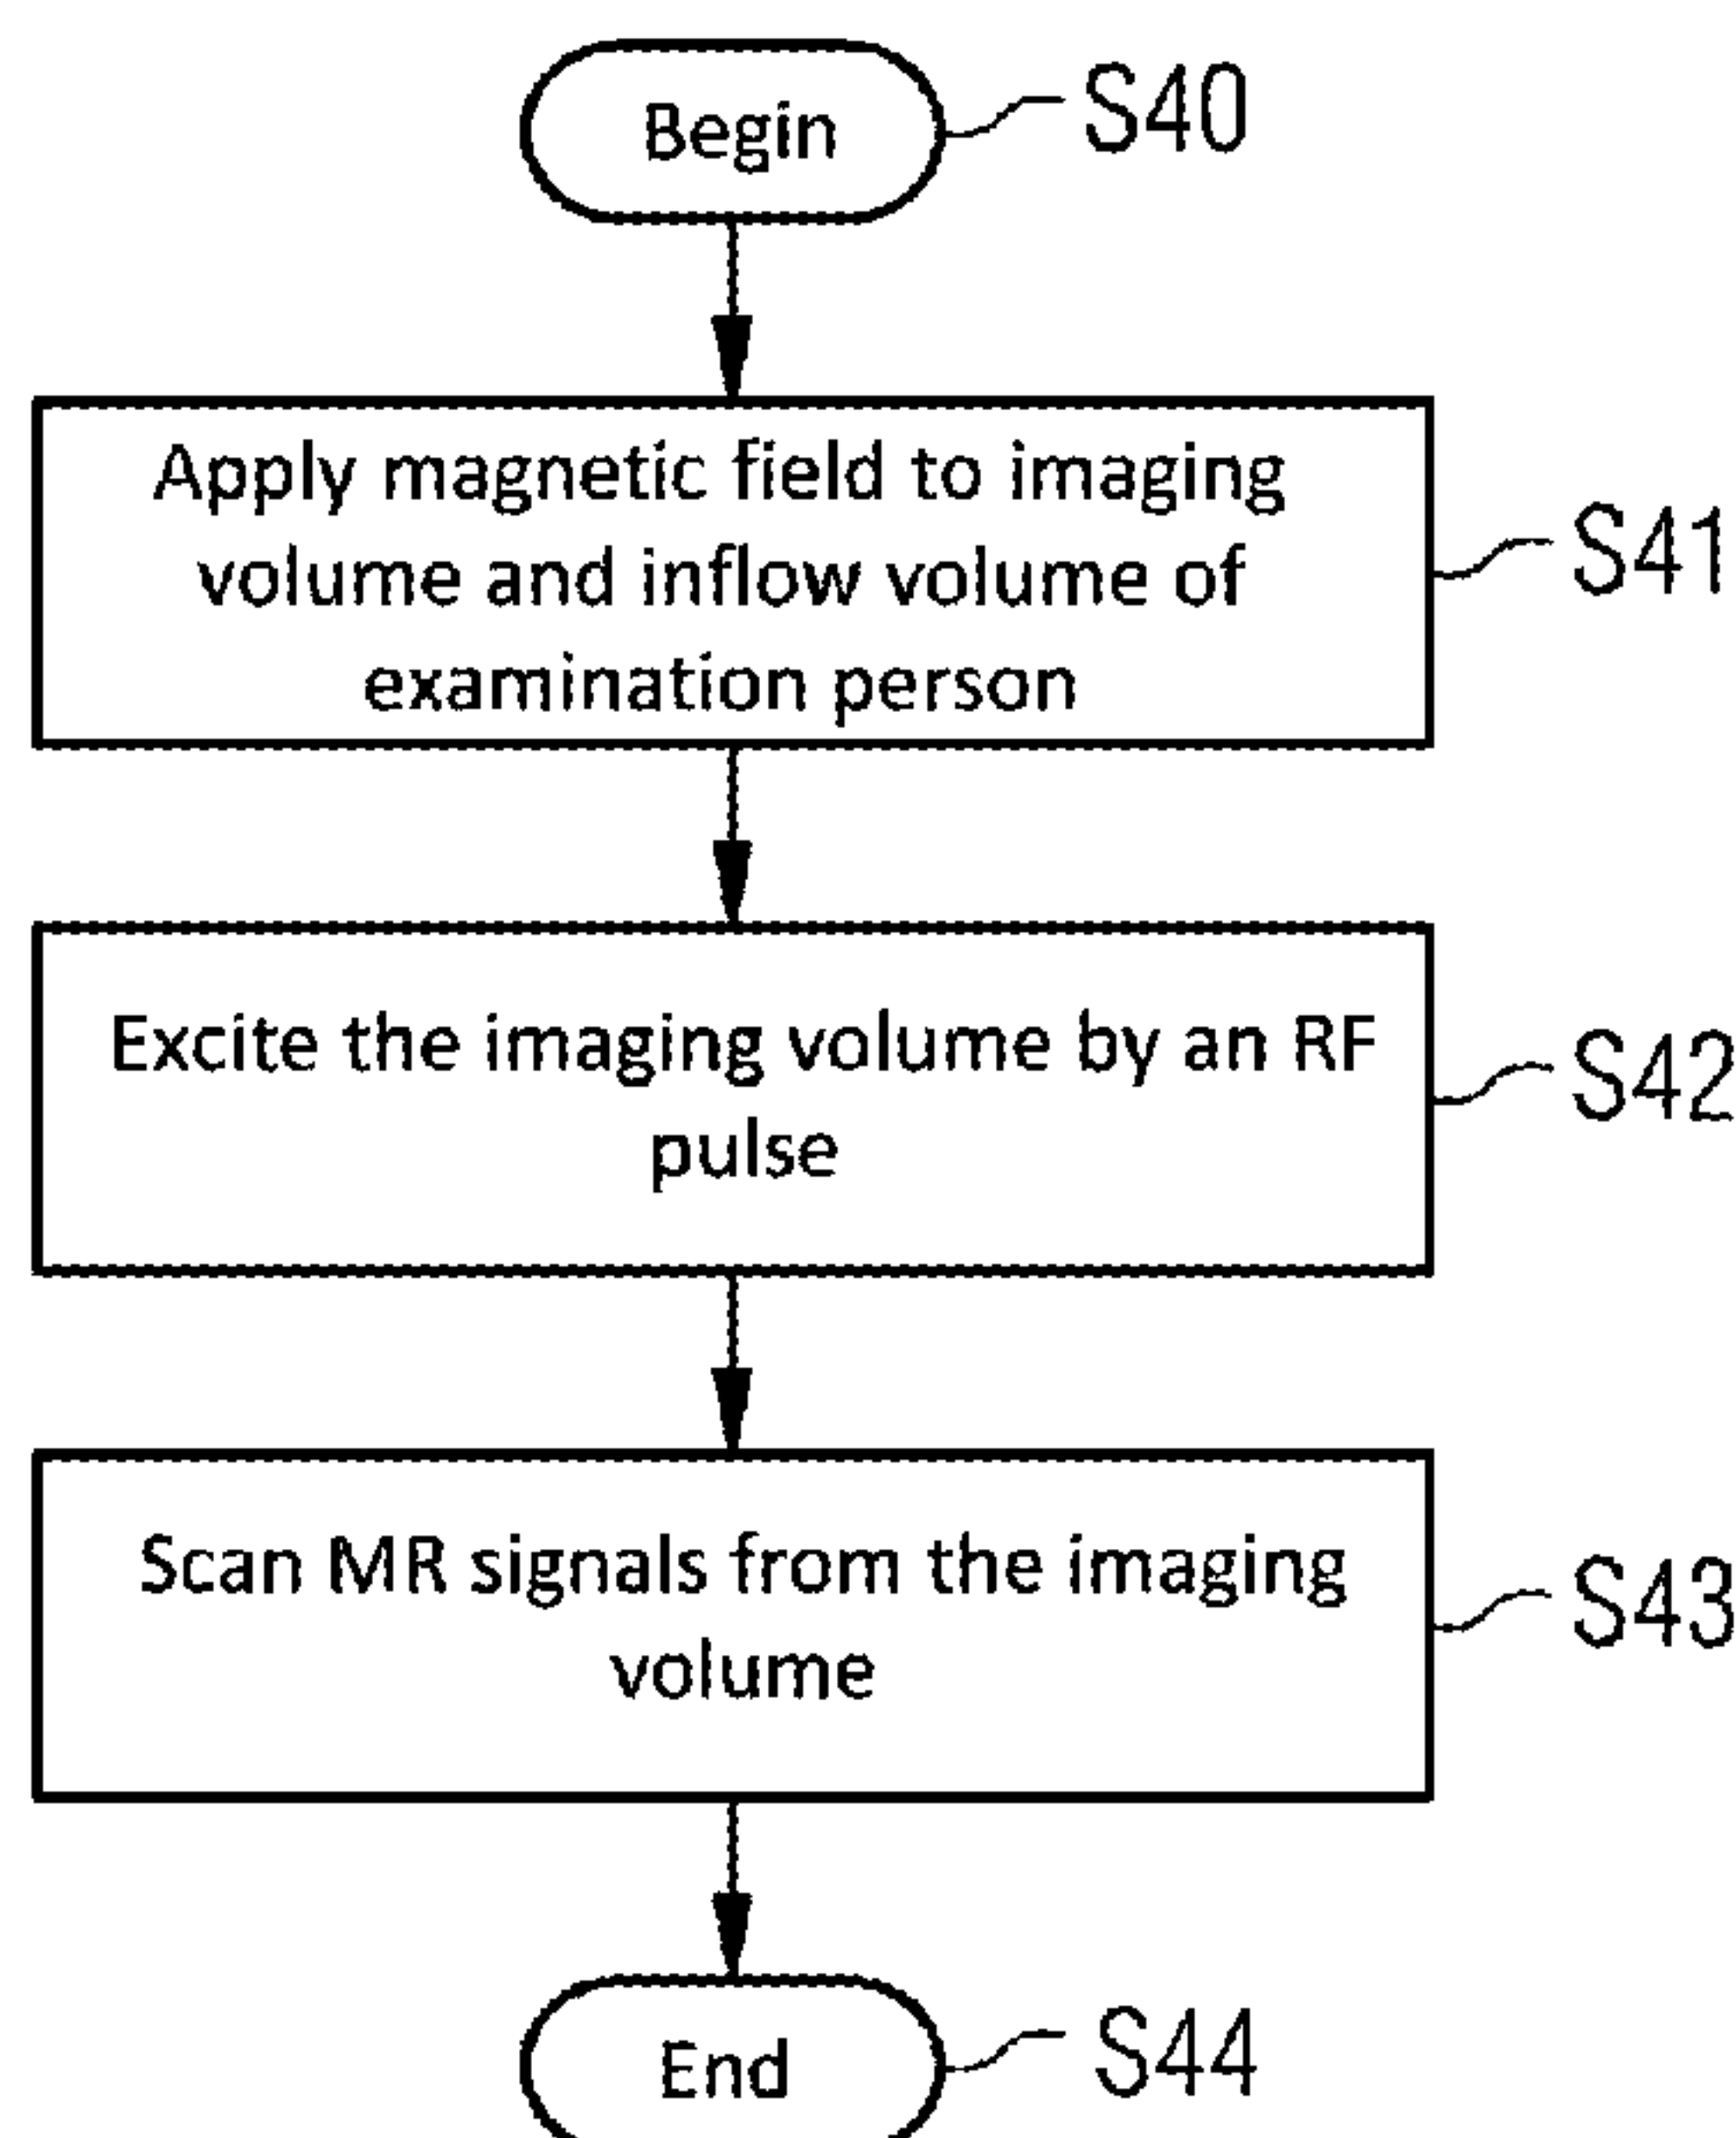 Begin
S40
Apply magnetic field to imaging
volume and inflow volume of
examination person
S41
Excite the imaging volume by an RF
pulse
S42
Scan MR signals from the imaging
volume
S43
End
S44